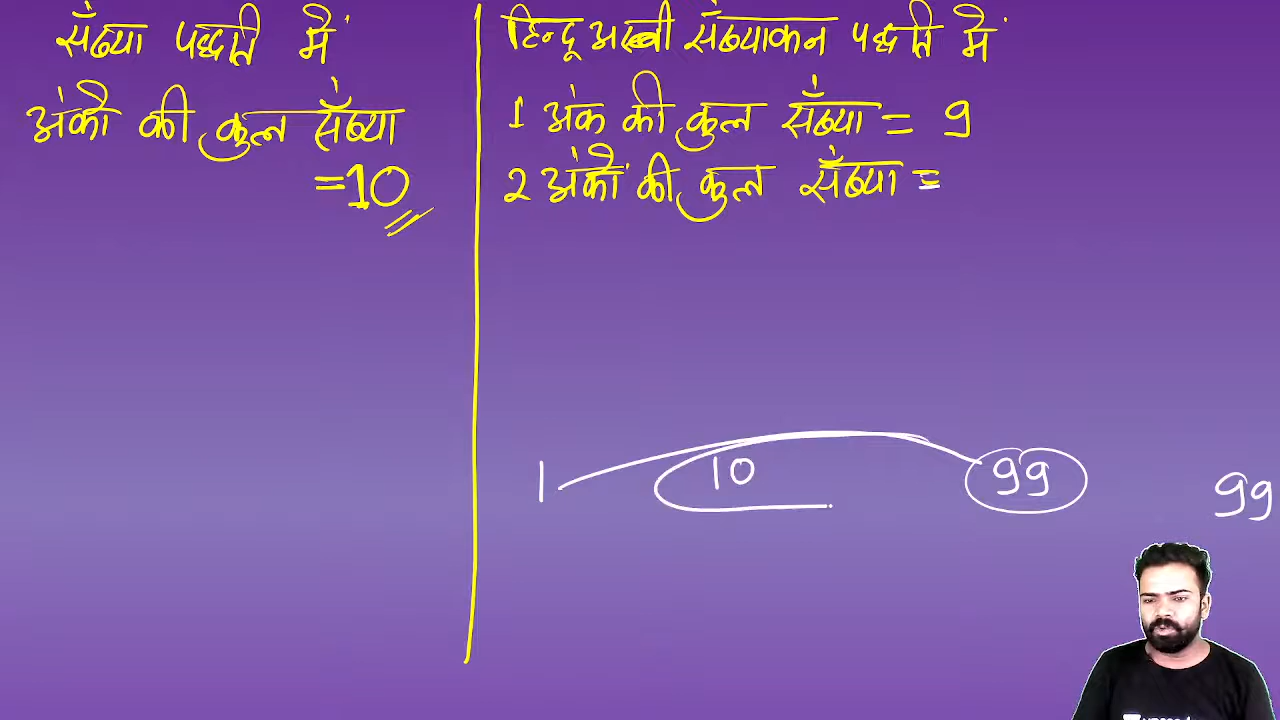 सँख्या पद्धति में
अंकों की कुल सँख्या
=10
हिन्दू अरबी सँख्याकन पद्धति में
1 अंक की कुल सँख्या = 9
2 अंकों की कुल सँख्या =
1 10 99 99